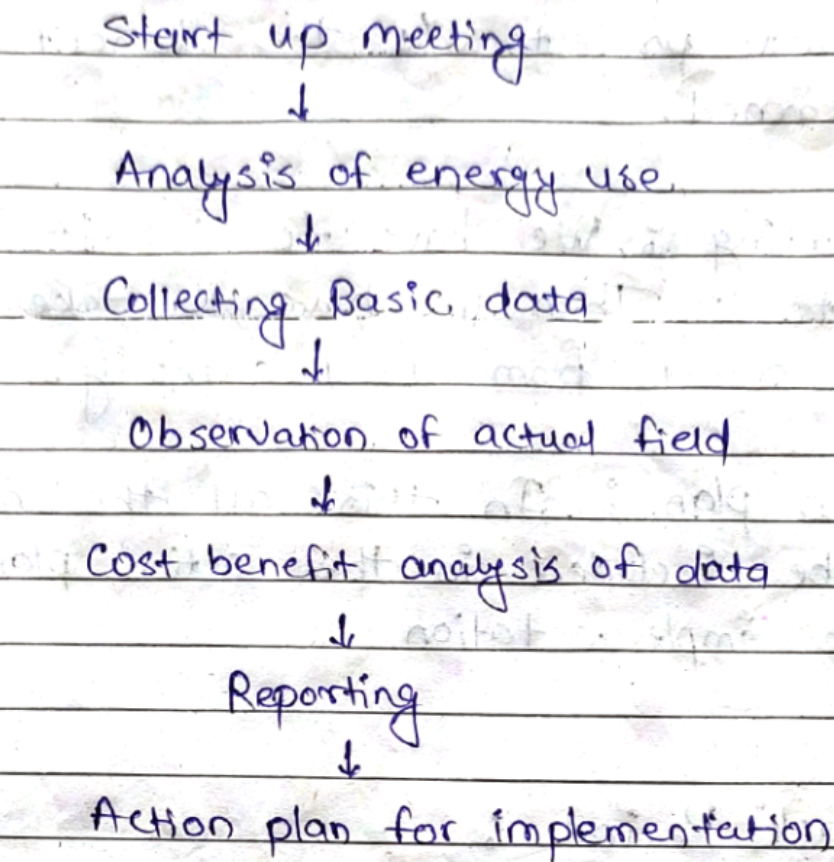 Start up meeting
↓
Analysis of energy use
↓
Collecting Basic data
↓
Observation of actual field
↓
Cost benefit analysis of data
↓
Reporting
↓
Action plan for implementation